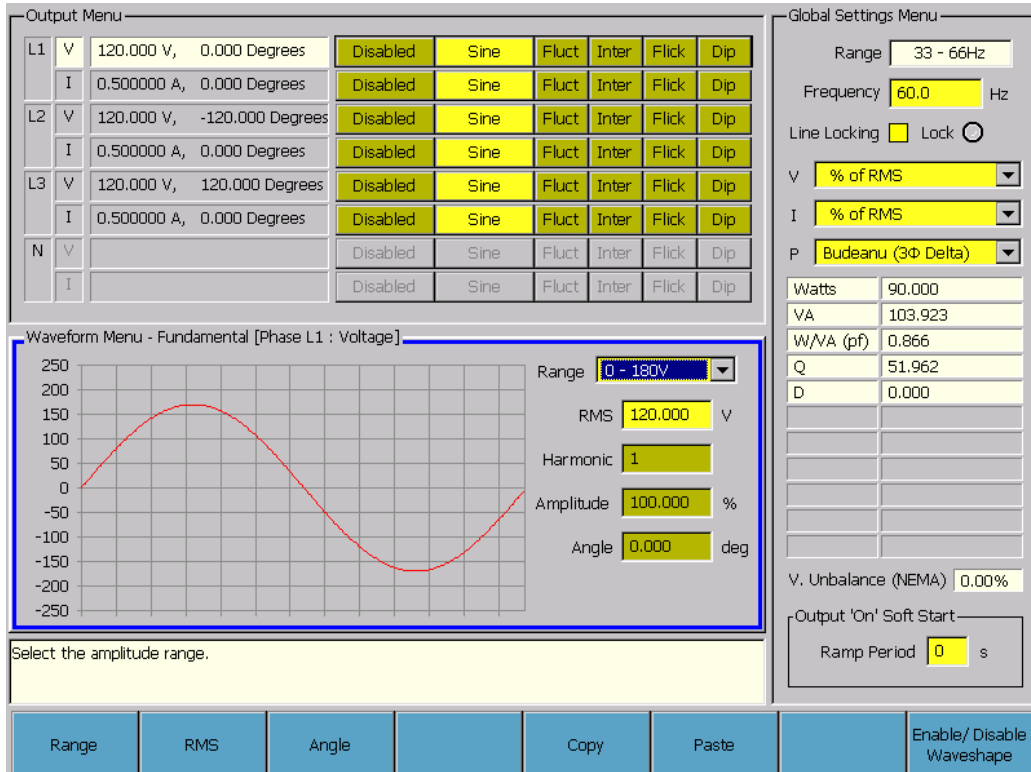 Output Menu
L1 V 120.000 V, 0.000 Degrees Disabled Sine Fluct Inter Flick Dip
I 0.500000 A, 0.000 Degrees Disabled Sine Fluct Inter Flick Dip
L2 V 120.000 V, -120.000 Degrees Disabled Sine Fluct Inter Flick Dip
I 0.500000 A, 0.000 Degrees Disabled Sine Fluct Inter Flick Dip
L3 V 120.000 V, 120.000 Degrees Disabled Sine Fluct Inter Flick Dip
I 0.500000 A, 0.000 Degrees Disabled Sine Fluct Inter Flick Dip
N V Disabled Sine Fluct Inter Flick Dip
I Disabled Sine Fluct Inter Flick Dip
Waveform Menu - Fundamental [Phase L1 : Voltage]
250
200
150
100
50
0
-50
-100
-150
-200
-250
Range 0 - 180V
RMS 120.000 V
Harmonic 1
Amplitude 100.000 %
Angle 0.000 deg
Select the amplitude range.
Global Settings Menu
Range 33 - 66Hz
Frequency 60.0 Hz
Line Locking Lock
V % of RMS
I % of RMS
P Budeanu (3Φ Delta)
Watts 90.000
VA 103.923
W/VA (pf) 0.866
Q 51.962
D 0.000
V. Unbalance (NEMA) 0.00%
Output 'On' Soft Start
Ramp Period 0 s
Range RMS Angle Copy Paste Enable/ Disable
Waveshape